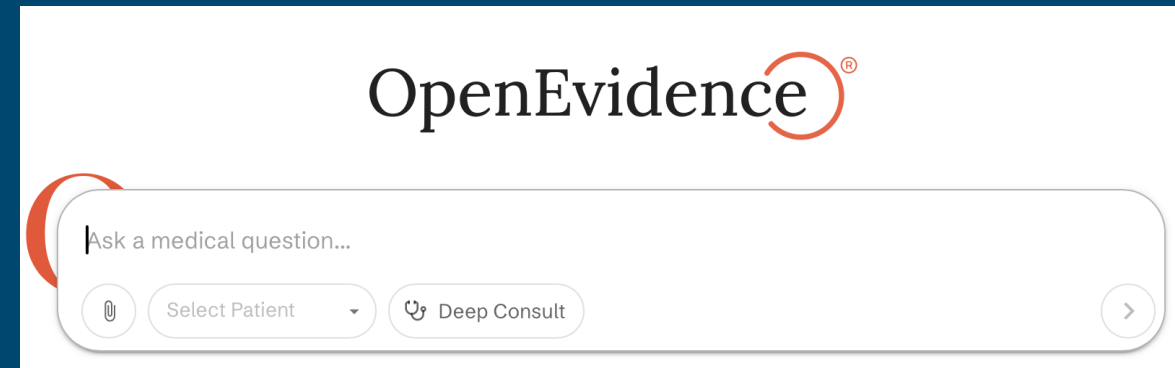 OpenEvidence®
Ask a medical question...
Select Patient
Deep Consult